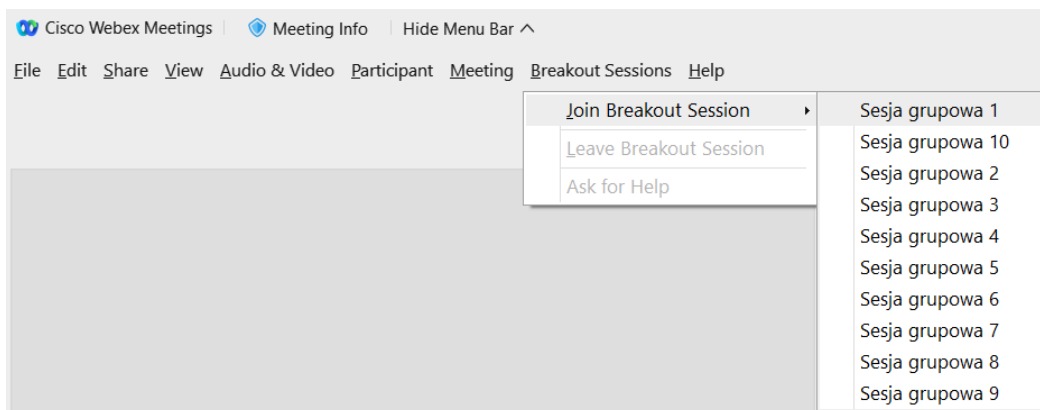 Cisco Webex Meetings Meeting Info Hide Menu Bar
File Edit Share View Audio & Video Participant Meeting Breakout Sessions Help
Join Breakout Session
Leave Breakout Session
Ask for Help
Sesja grupowa 1
Sesja grupowa 10
Sesja grupowa 2
Sesja grupowa 3
Sesja grupowa 4
Sesja grupowa 5
Sesja grupowa 6
Sesja grupowa 7
Sesja grupowa 8
Sesja grupowa 9